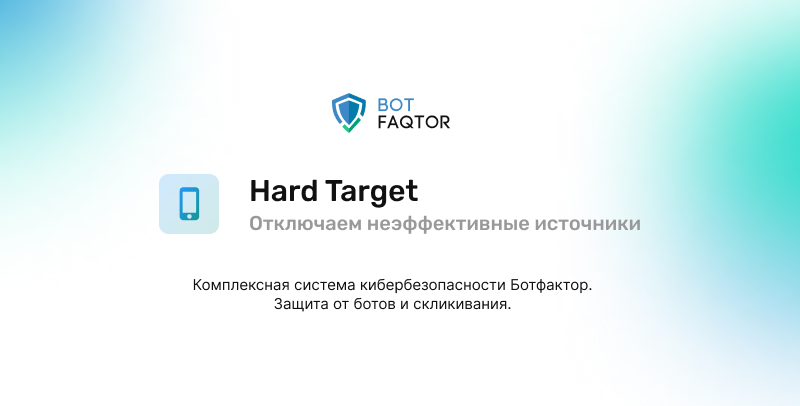 BOT
FAQTOR
Hard Target
Отключаем неэффективные источники
Комплексная система кибербезопасности Ботфактор.
Защита от ботов и скликивания.